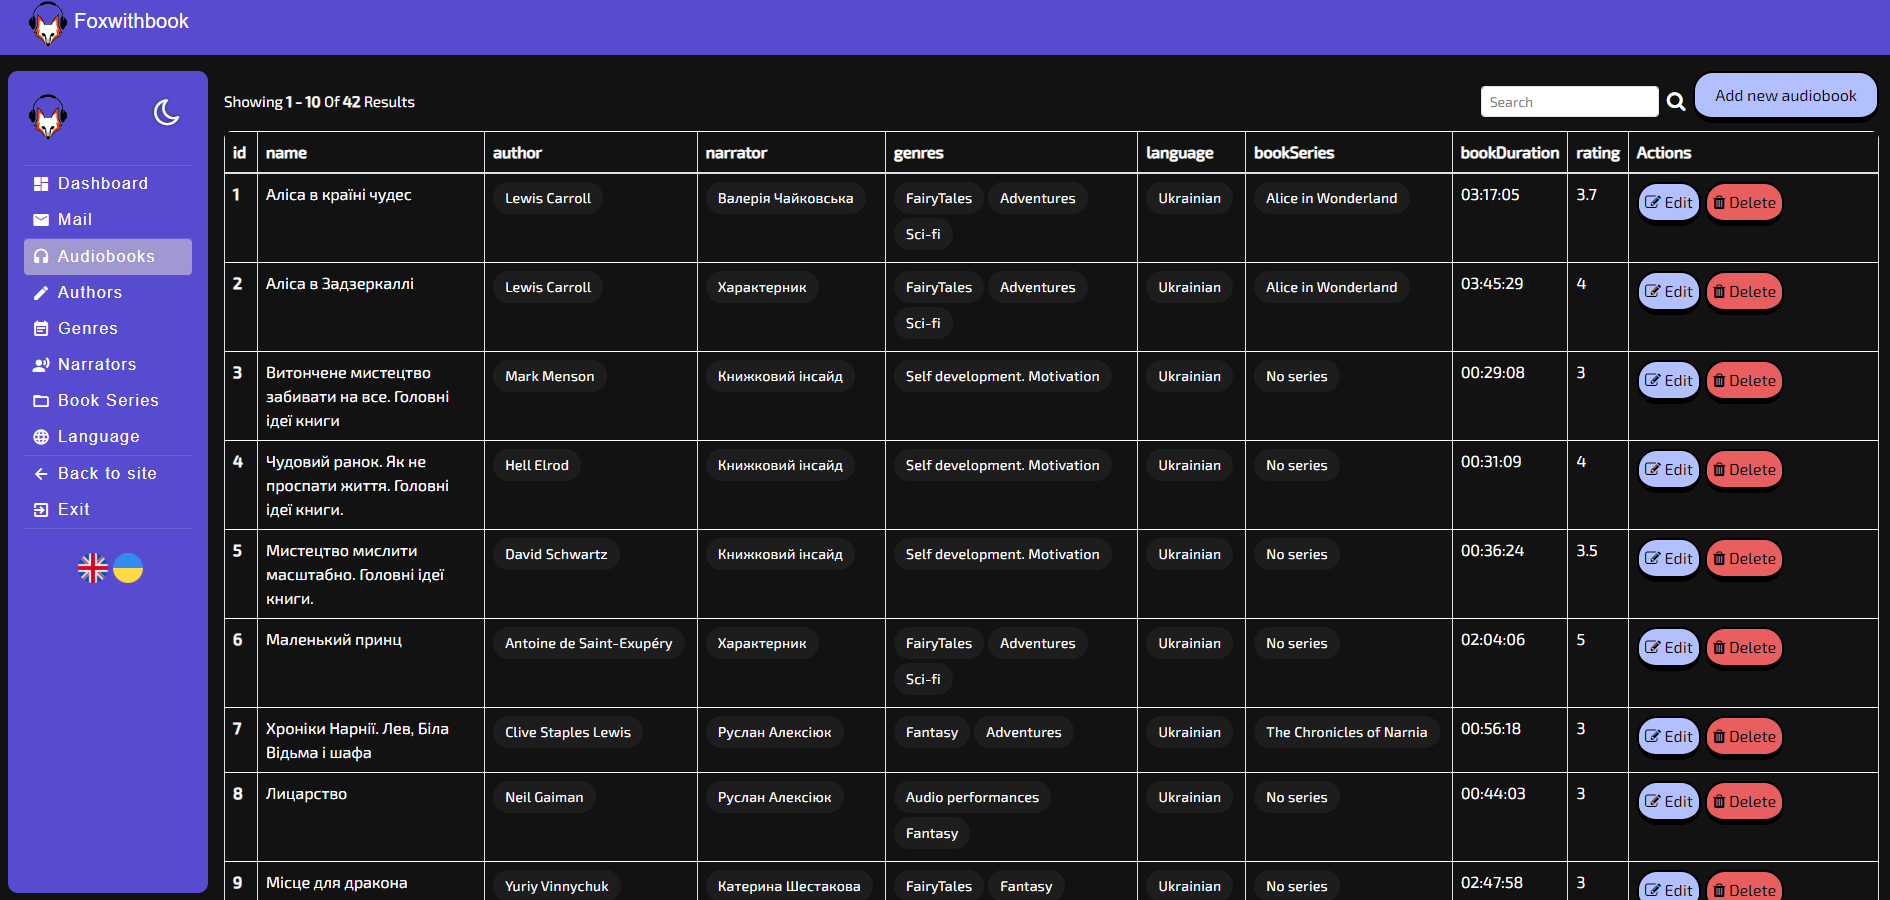 Foxwithbook
Dashboard
Mail
Audiobooks
Authors
Genres
Narrators
Book Series
Language
Back to site
Exit
Showing 1 - 10 Of 42 Results
Search
Add new audiobook
id name author narrator genres language bookSeries bookDuration rating Actions
1 Аліса в країні чудес Lewis Carroll Валерія Чайковська FairyTales Adventures Ukrainian Alice in Wonderland 03:17:05 3.7 Edit Delete
Sci-fi
2 Аліса в Задзеркаллі Lewis Carroll Характерник FairyTales Adventures Ukrainian Alice in Wonderland 03:45:29 4 Edit Delete
Sci-fi
3 Витончене мистецтво Mark Menson Книжковий інсайд Self development. Motivation Ukrainian No series 00:29:08 3 Edit Delete
забивати на все. Головні
ідеї книги
4 Чудовий ранок. Як не Hell Elrod Книжковий інсайд Self development. Motivation Ukrainian No series 00:31:09 4 Edit Delete
проспати життя. Головні
ідеї книги.
5 Мистецтво мислити David Schwartz Книжковий інсайд Self development. Motivation Ukrainian No series 00:36:24 3.5 Edit Delete
масштабно. Головні ідеї
книги.
6 Маленький принц Antoine de Saint-Exupéry Характерник FairyTales Adventures Ukrainian No series 02:04:06 5 Edit Delete
Sci-fi
7 Хроніки Нарнії. Лев, Біла Clive Staples Lewis Руслан Алексіюк Fantasy Adventures Ukrainian The Chronicles of Narnia 00:56:18 3 Edit Delete
Відьма і шафа
8 Лицарство Neil Gaiman Руслан Алексіюк Audio performances Ukrainian No series 00:44:03 3 Edit Delete
Fantasy
9 Місце для дракона Yuriy Vinnychuk Катерина Шестакова FairyTales Fantasy Ukrainian No series 02:47:58 3 Edit Delete